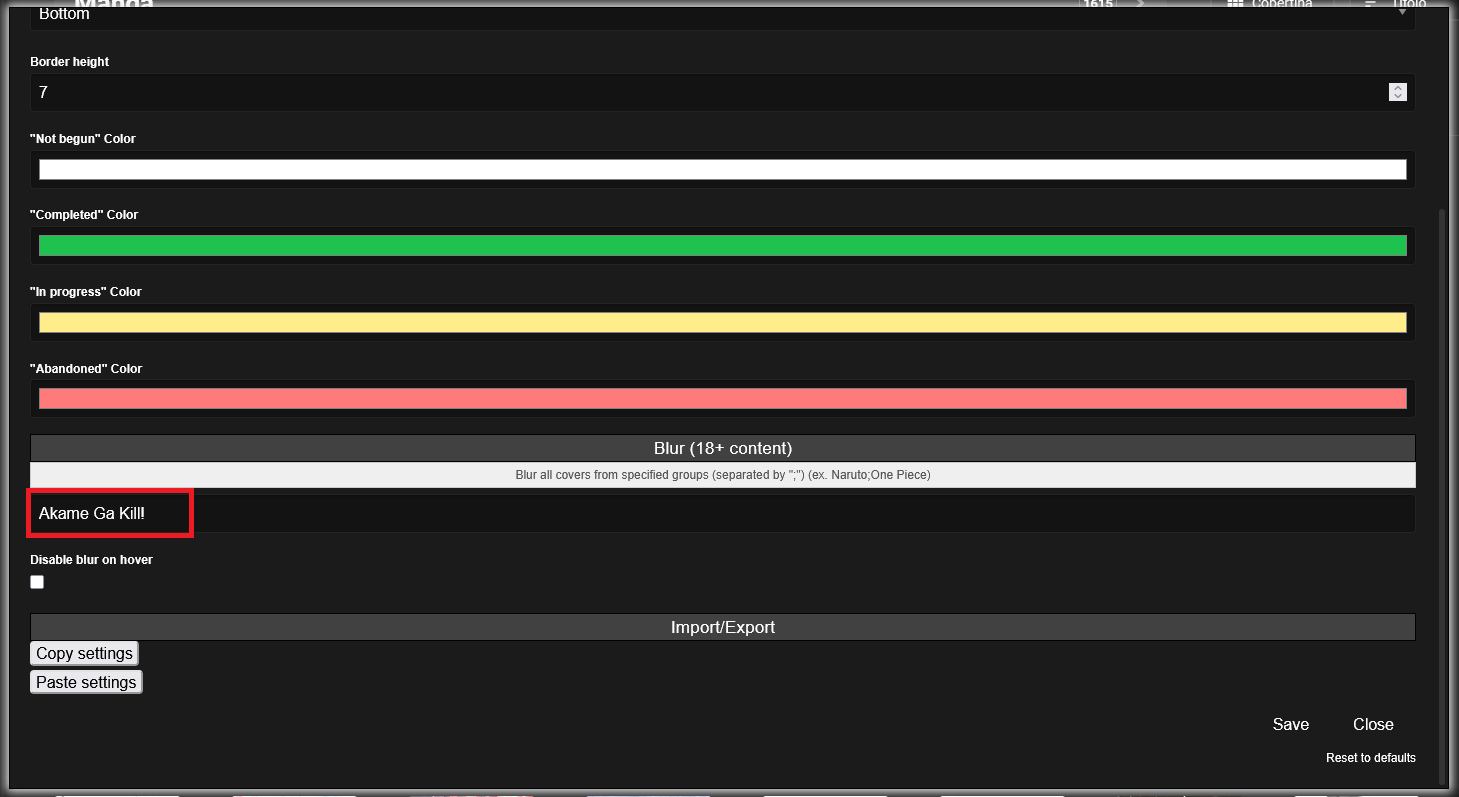 Manga 1615 Cobertina Titolo
Bottom
Border height
7
"Not begun" Color
"Completed" Color
"In progress" Color
"Abandoned" Color
Blur (18+ content)
Blur all covers from specified groups (separated by ";") (ex. Naruto;One Piece)
Akame Ga Kill!
Disable blur on hover
Import/Export
Copy settings
Paste settings
Save Close
Reset to defaults